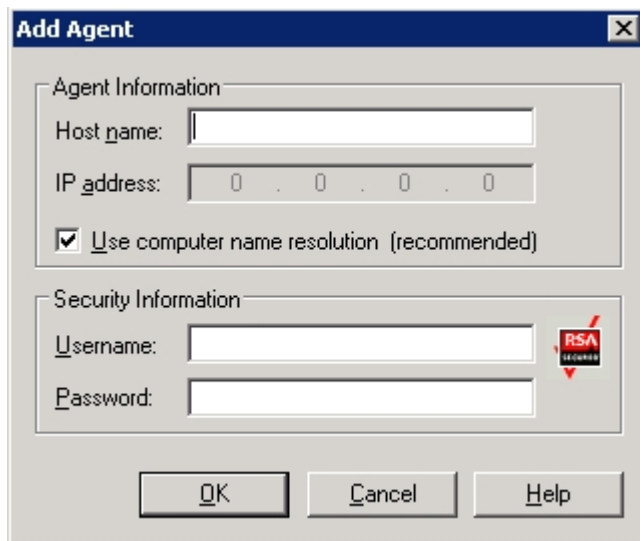 Add Agent
Agent Information
Host name:
IP address: 0 . 0 . 0 . 0
Use computer name resolution (recommended)
Security Information
Username:
RSA
SECURED
Password:
OK Cancel Help